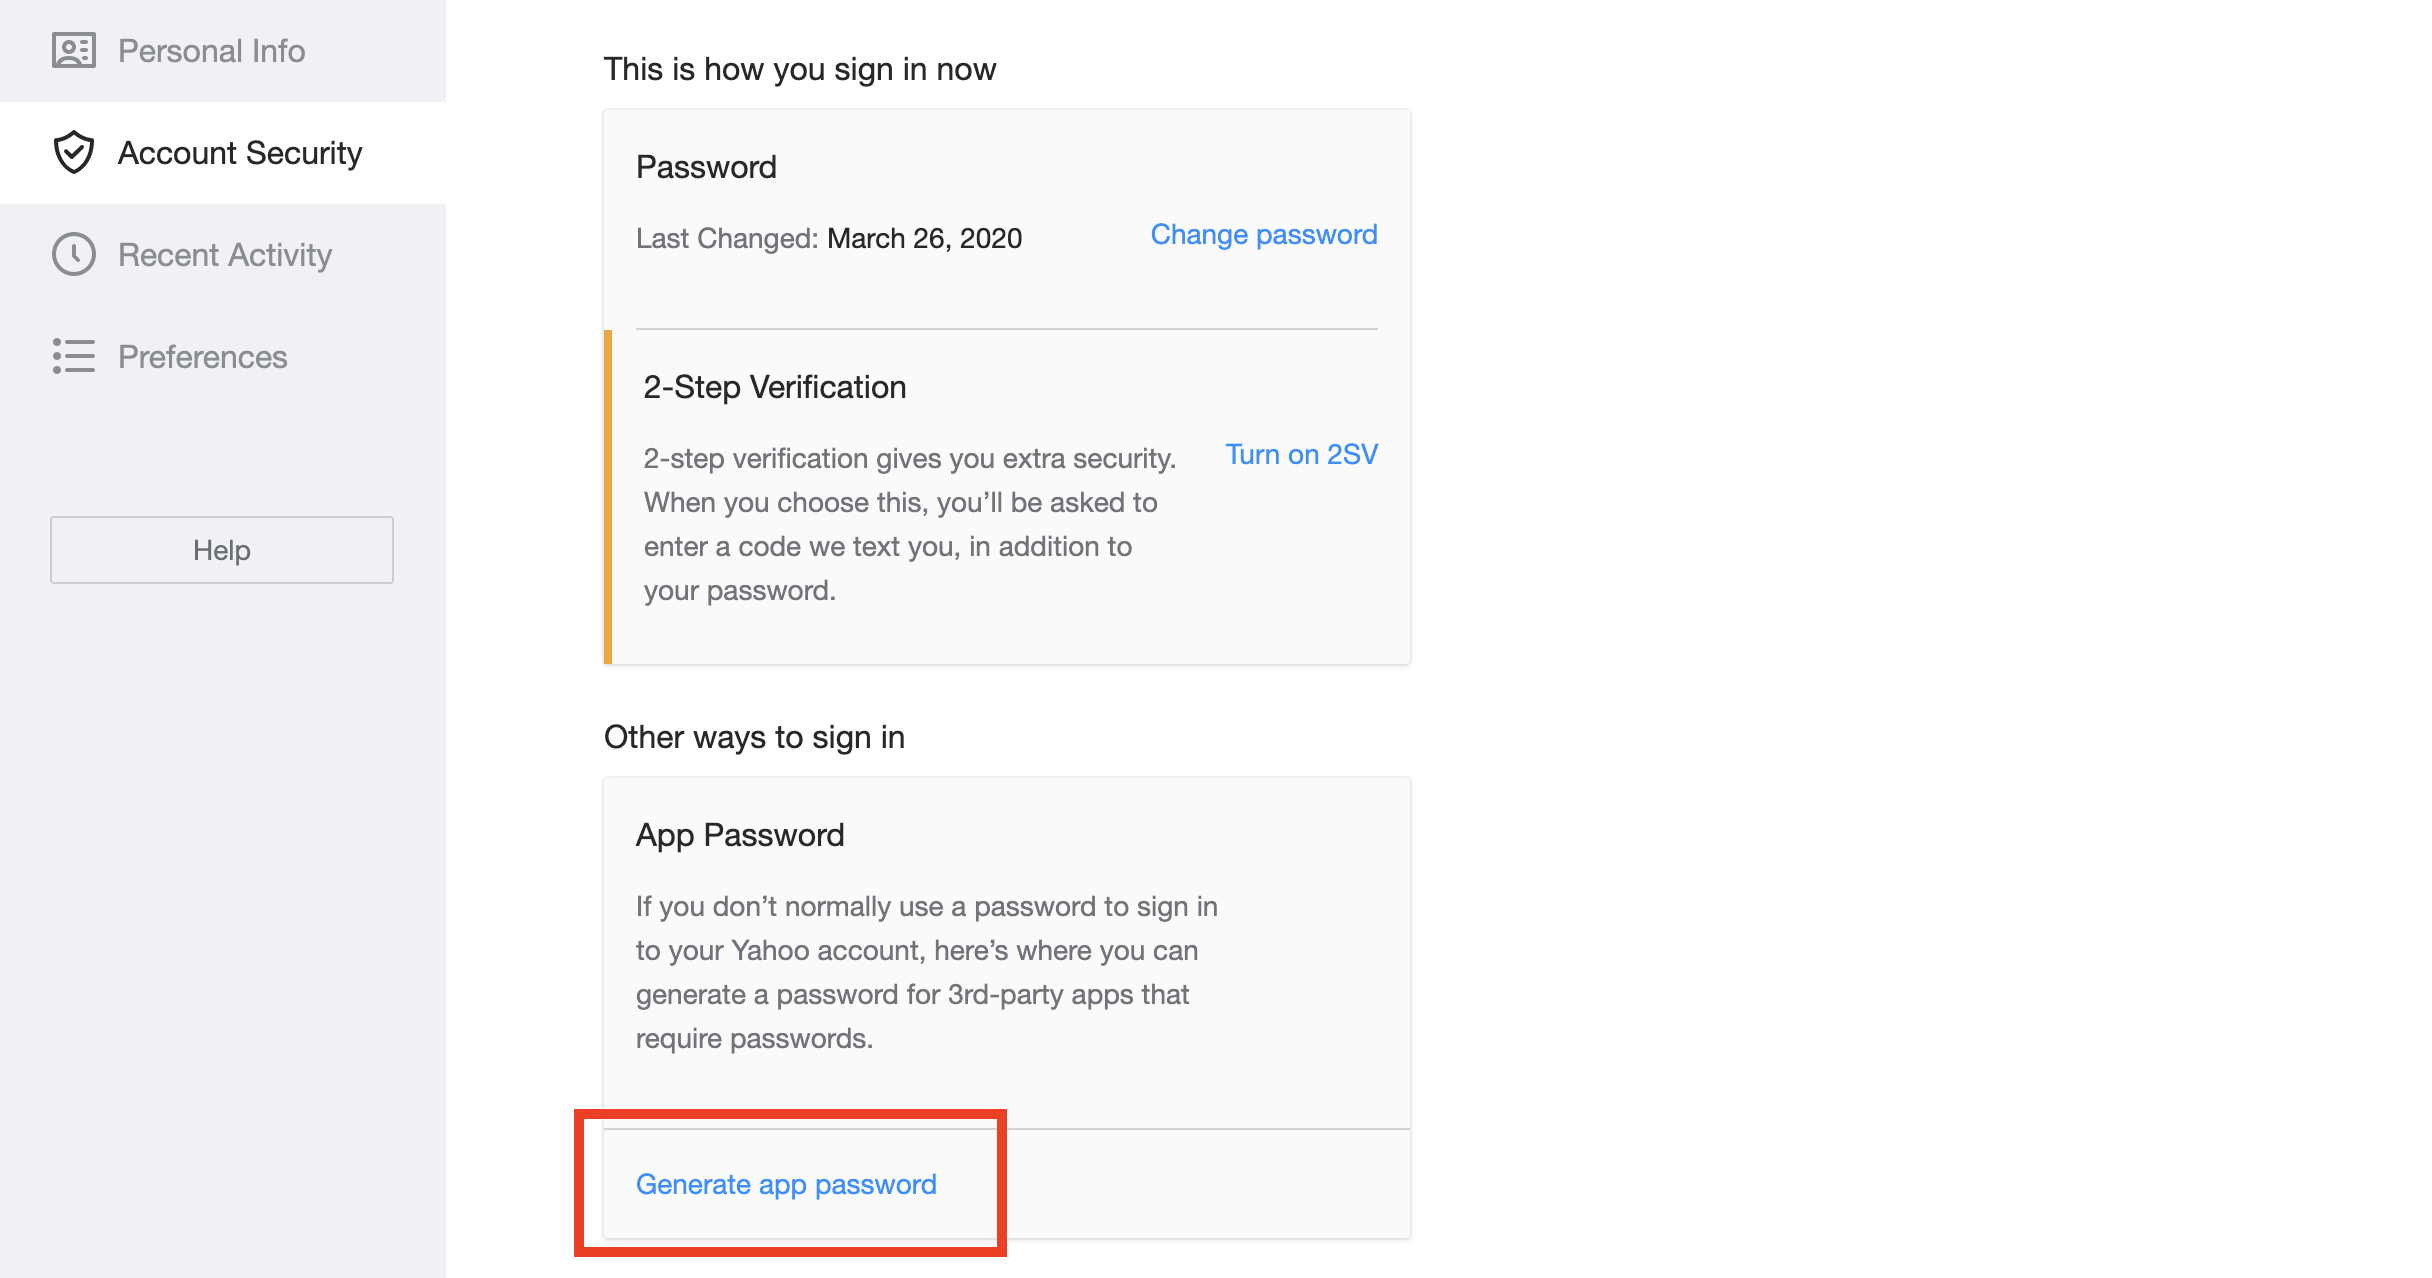 Personal Info
Account Security
Recent Activity
Preferences
Help
This is how you sign in now
Password
Last Changed: March 26, 2020
Change password
2-Step Verification
2-step verification gives you extra security.
Turn on 2SV
When you choose this, you’ll be asked to
enter a code we text you, in addition to
your password.
Other ways to sign in
App Password
If you don’t normally use a password to sign in
to your Yahoo account, here’s where you can
generate a password for 3rd-party apps that
require passwords.
Generate app password